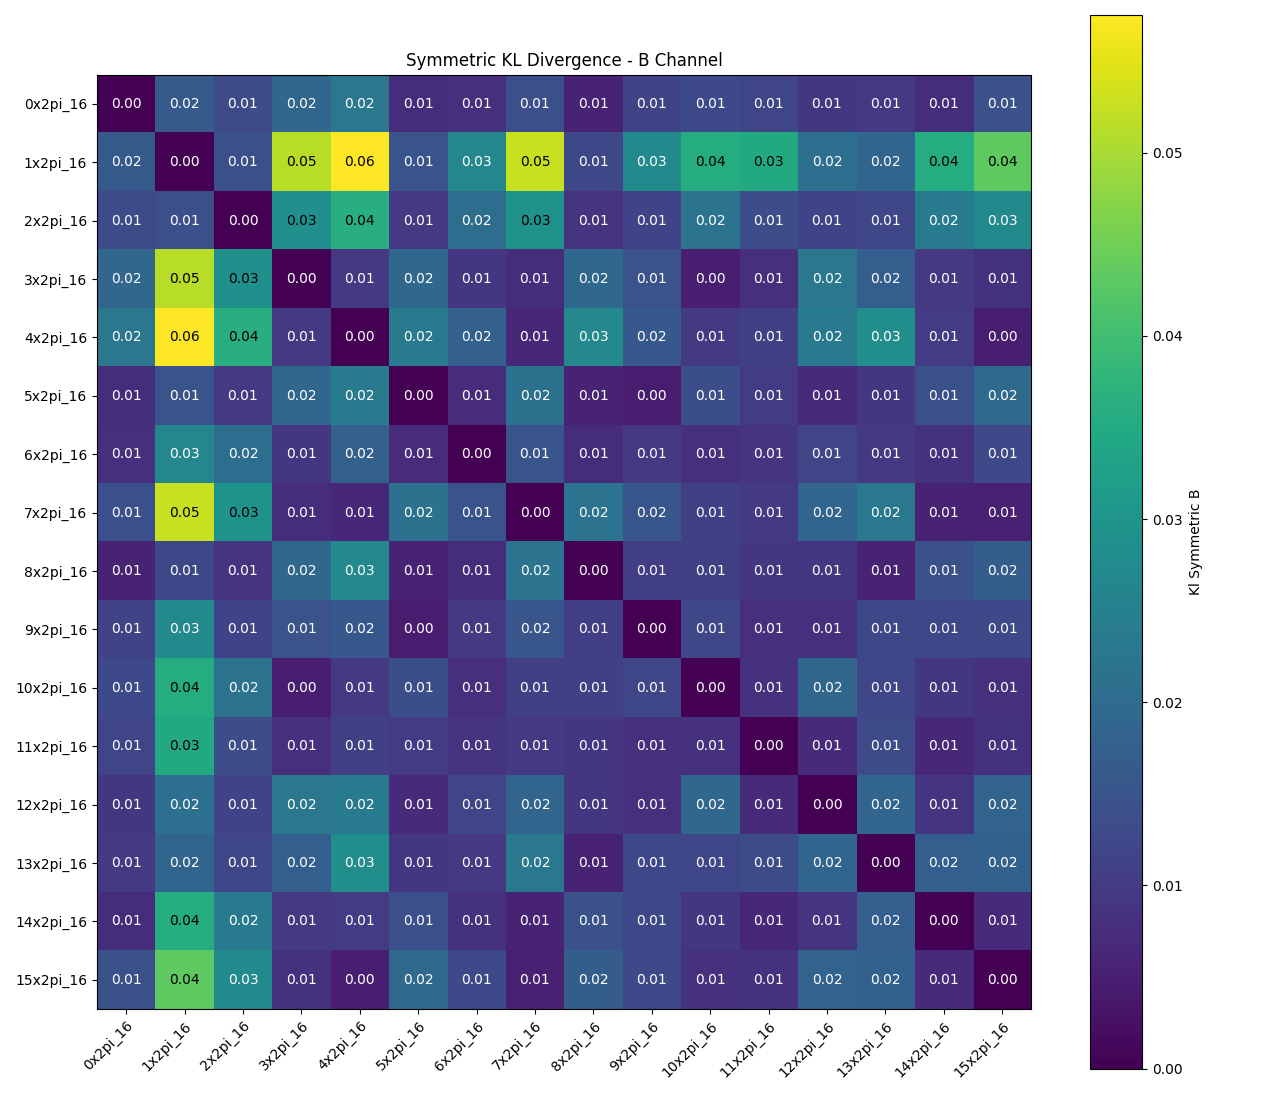 Symmetric KL Divergence - B Channel
0x2pi_16 0.00 0.02 0.01 0.02 0.02 0.01 0.01 0.01 0.01 0.01 0.01 0.01 0.01 0.01 0.01 0.01
1x2pi_16 0.02 0.00 0.01 0.05 0.06 0.01 0.03 0.05 0.01 0.03 0.04 0.03 0.02 0.02 0.04 0.04
2x2pi_16 0.01 0.01 0.00 0.03 0.04 0.01 0.02 0.03 0.01 0.01 0.02 0.01 0.01 0.01 0.02 0.03
3x2pi_16 0.02 0.05 0.03 0.00 0.01 0.02 0.01 0.01 0.02 0.01 0.00 0.01 0.02 0.02 0.01 0.01
4x2pi_16 0.02 0.06 0.04 0.01 0.00 0.02 0.02 0.01 0.03 0.02 0.01 0.01 0.02 0.03 0.01 0.00
5x2pi_16 0.01 0.01 0.01 0.02 0.02 0.00 0.01 0.02 0.01 0.00 0.01 0.01 0.01 0.01 0.01 0.02
6x2pi_16 0.01 0.03 0.02 0.01 0.02 0.01 0.00 0.01 0.01 0.01 0.01 0.01 0.01 0.01 0.01 0.01
7x2pi_16 0.01 0.05 0.03 0.01 0.01 0.02 0.01 0.00 0.02 0.02 0.01 0.01 0.02 0.02 0.01 0.01
8x2pi_16 0.01 0.01 0.01 0.02 0.03 0.01 0.01 0.02 0.00 0.01 0.01 0.01 0.01 0.01 0.01 0.02
9x2pi_16 0.01 0.03 0.01 0.01 0.02 0.00 0.01 0.02 0.01 0.00 0.01 0.01 0.01 0.01 0.01 0.01
10x2pi_16 0.01 0.04 0.02 0.00 0.01 0.01 0.01 0.01 0.01 0.01 0.00 0.01 0.02 0.01 0.01 0.01
11x2pi_16 0.01 0.03 0.01 0.01 0.01 0.01 0.01 0.01 0.01 0.01 0.01 0.00 0.01 0.01 0.01 0.01
12x2pi_16 0.01 0.02 0.01 0.02 0.02 0.01 0.01 0.02 0.01 0.01 0.02 0.01 0.00 0.02 0.01 0.02
13x2pi_16 0.01 0.02 0.01 0.02 0.03 0.01 0.01 0.02 0.01 0.01 0.01 0.01 0.02 0.00 0.02 0.02
14x2pi_16 0.01 0.04 0.02 0.01 0.01 0.01 0.01 0.01 0.01 0.01 0.01 0.01 0.01 0.02 0.00 0.01
15x2pi_16 0.01 0.04 0.03 0.01 0.00 0.02 0.01 0.01 0.02 0.01 0.01 0.01 0.02 0.02 0.01 0.00
0x2pi_16 1x2pi_16 2x2pi_16 3x2pi_16 4x2pi_16 5x2pi_16 6x2pi_16 7x2pi_16 8x2pi_16 9x2pi_16 10x2pi_16 11x2pi_16 12x2pi_16 13x2pi_16 14x2pi_16 15x2pi_16
0.05
0.04
0.03
0.02
0.01
0.00
Kl Symmetric B